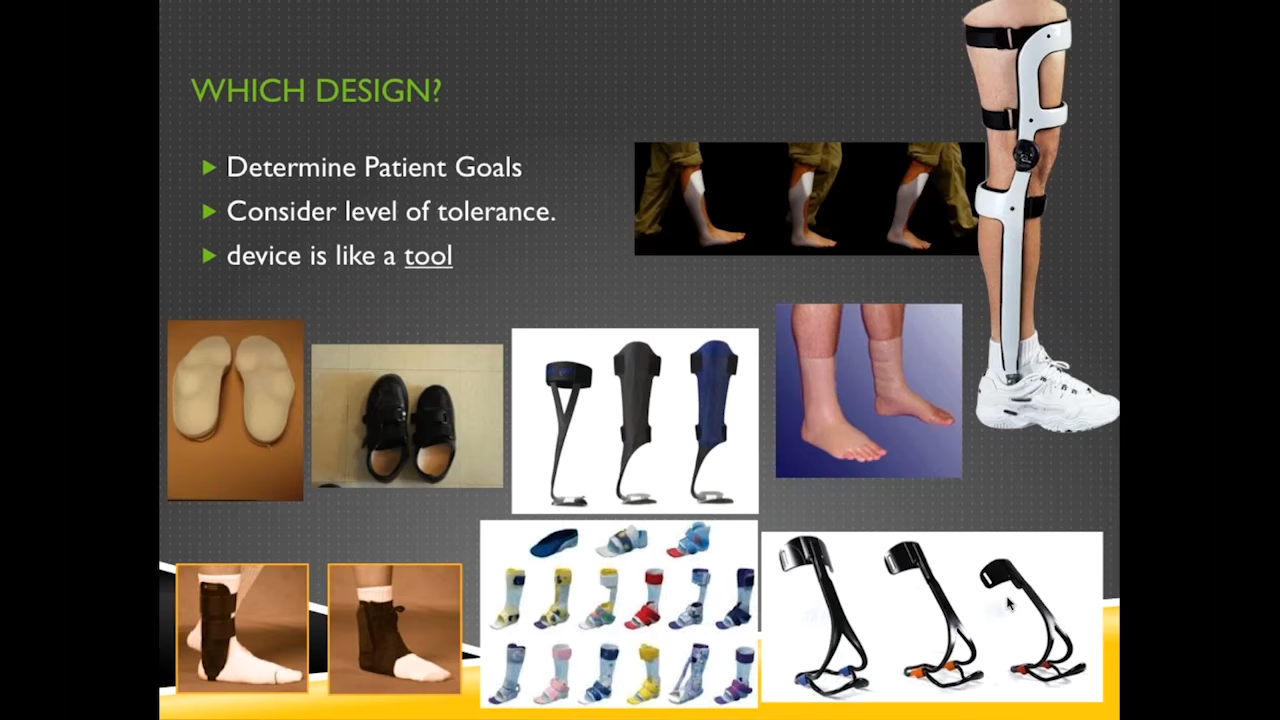 WHICH DESIGN?
Determine Patient Goals
Consider level of tolerance.
device is like a tool